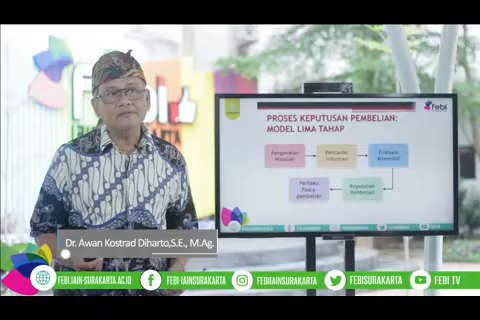 febi
febi
PROSES KEPUTUSAN PEMBELIAN:
MODEL LIMA TAHAP
Pengenalan
Masalah
Pencarian
Informasi
Evaluasi
Alternatif
Perilaku
Pasca
pembelian
Keputusan
Pembelian
Dr. Awan Kostrad Diharto,S.E., M.Ag.
FEBI.IAIN-SURAKARTA.AC.ID
FEBI-IAINSURAKARTA
FEBIIAINSURAKARTA
FEBISURAKARTA
FEBI TV